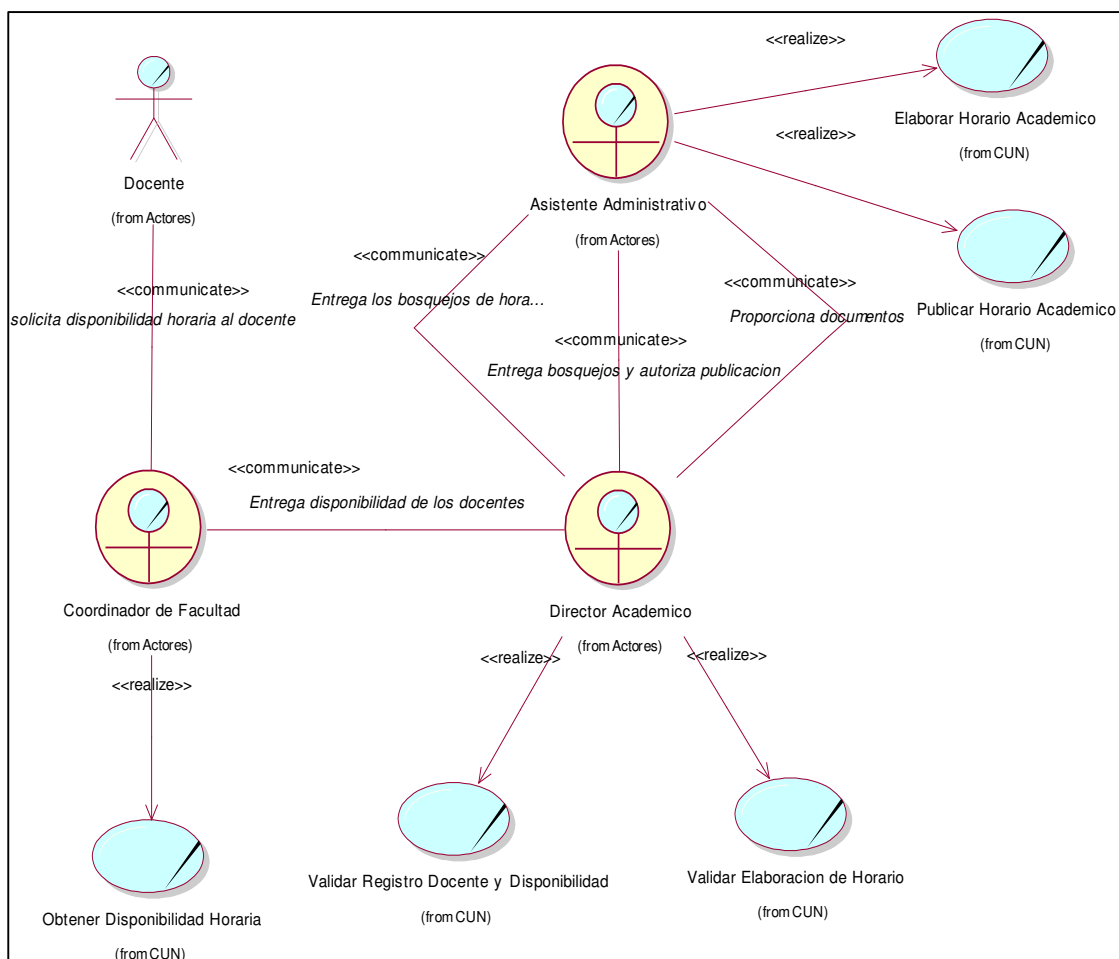 <<realize>>
Elaborar Horario Academico
(from CUN)
<<realize>>
Docente
(from Actores)
Asistente Administrativo
(from Actores)
<<communicate>>
Entrega los bosquejos de hora...
<<communicate>>
Proporciona documentos
Publicar Horario Academico
(from CUN)
<<communicate>>
solicita disponibilidad horaria al docente
<<communicate>>
Entrega bosquejos y autoriza publicacion
<<communicate>>
Entrega disponibilidad de los docentes
Coordinador de Facultad
(from Actores)
Director Academico
(from Actores)
<<realize>>
<<realize>>
<<realize>>
Validar Registro Docente y Disponibilidad
(from CUN)
Validar Elaboracion de Horario
(from CUN)
Obtener Disponibilidad Horaria
(from CUN)